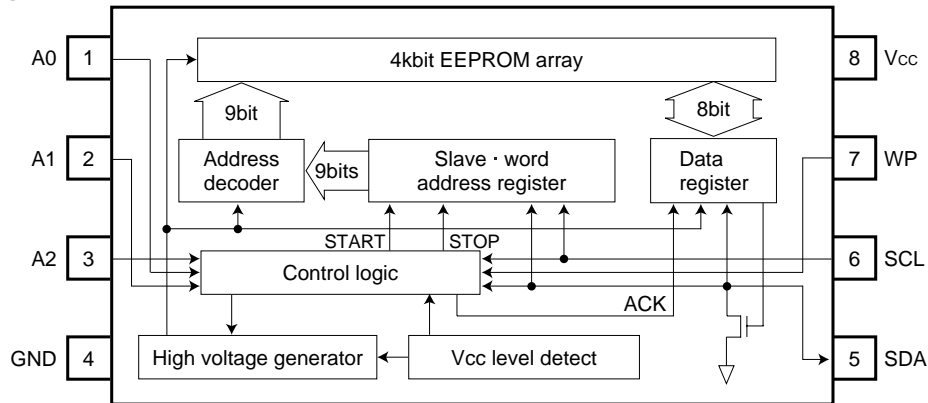 4kbit EEPROM array
A0 1
8 Vcc
9bit
8bit
A1 2
Address
decoder
9bits
Slave · word
address register
Data
register
7 WP
START
STOP
A2 3
Control logic
6 SCL
ACK
GND 4
High voltage generator
Vcc level detect
5 SDA